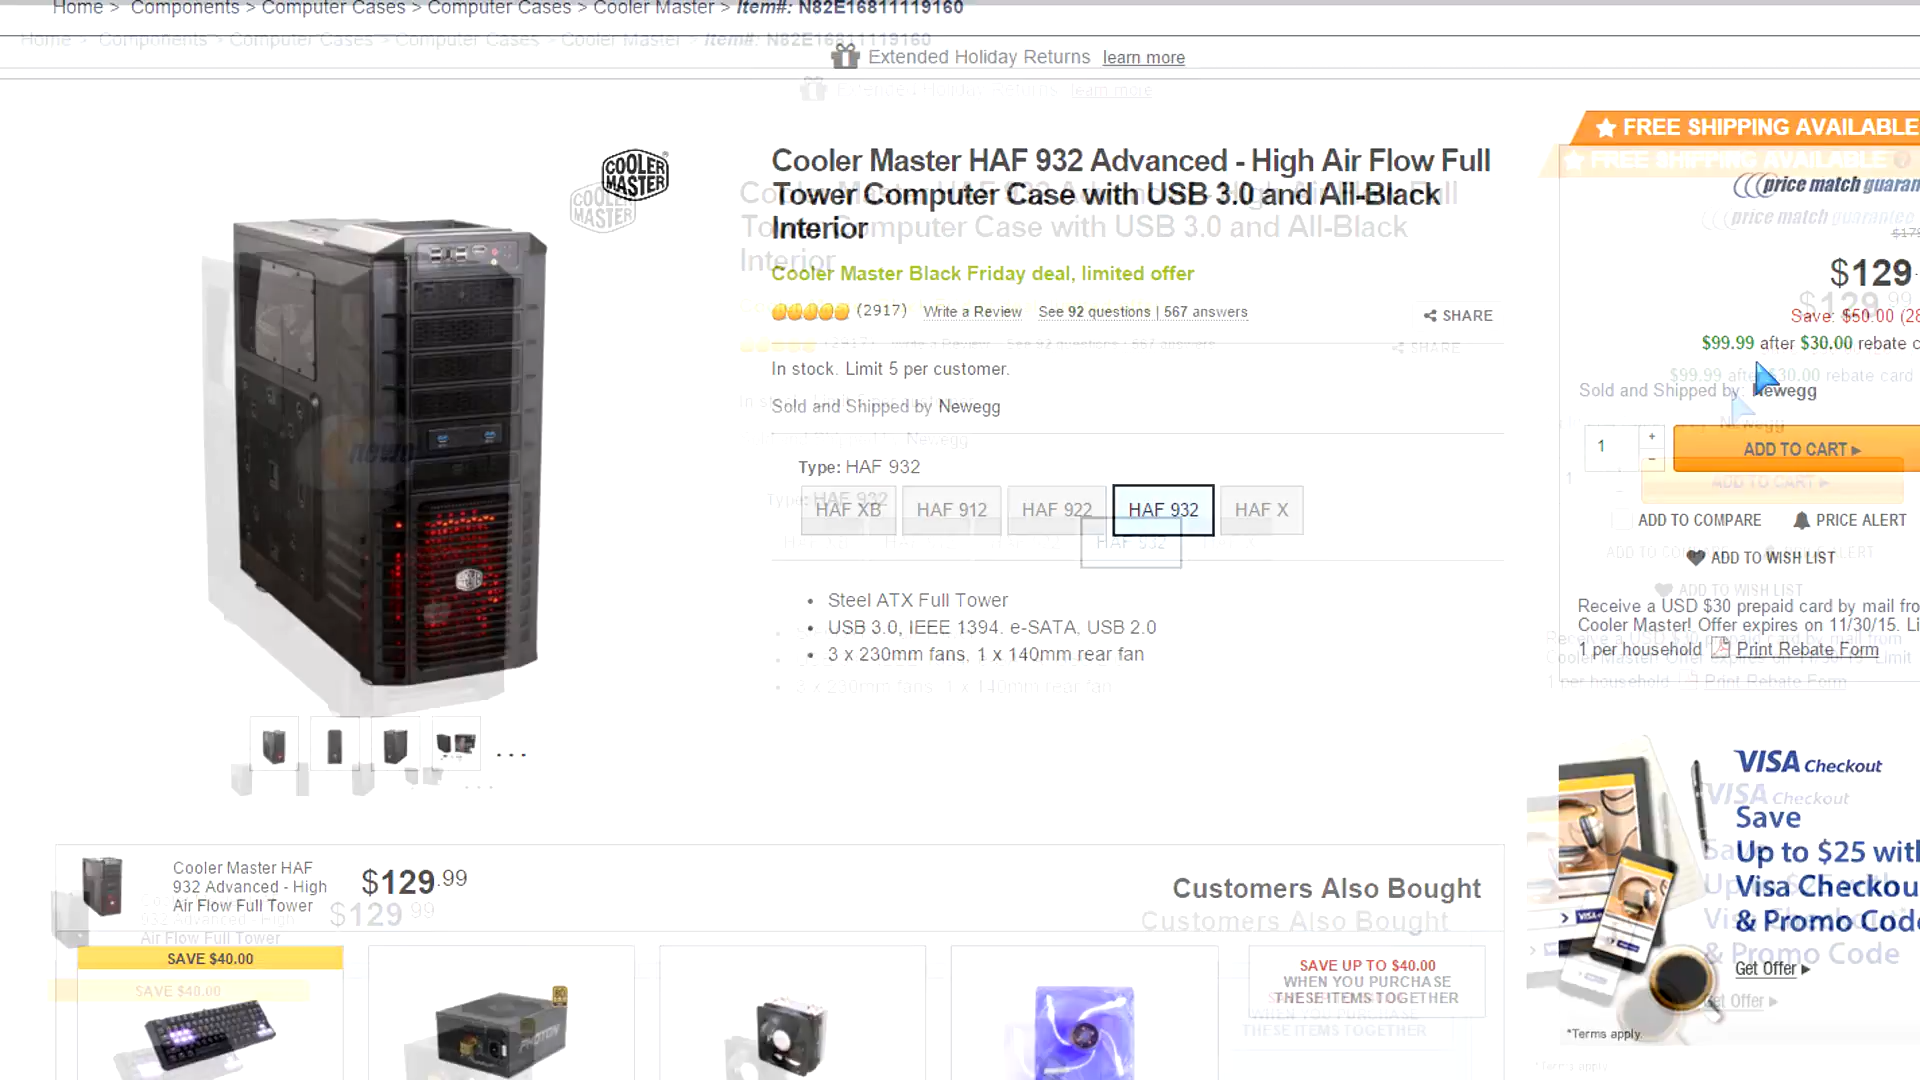 Home > Components > Computer Cases > Computer Cases > Cooler Master > Item#: N82E16811119160
Extended Holiday Returns learn more
COOLER MASTER
Cooler Master HAF 932 Advanced - High Air Flow Full
Tower Computer Case with USB 3.0 and All-Black
Interior
Cooler Master Black Friday deal, limited offer
(2917) Write a Review See 92 questions | 567 answers
SHARE
In stock. Limit 5 per customer.
Sold and Shipped by Newegg
Type: HAF 932
HAF XB HAF 912 HAF 922 HAF 932 HAF X
• Steel ATX Full Tower
• USB 3.0, IEEE 1394. e-SATA, USB 2.0
• 3 x 230mm fans, 1 x 140mm rear fan
FREE SHIPPING AVAILABLE
price match guaran
$129
Save: $50.00 (28
$99.99 after $30.00 rebate c
Sold and Shipped by: Newegg
1 + - ADD TO CART ▸
ADD TO COMPARE PRICE ALERT
ADD TO WISH LIST
Receive a USD $30 prepaid card by mail fro
Cooler Master! Offer expires on 11/30/15. Li
1 per household Print Rebate Form
VISA Checkout
Save
Up to $25 with
Visa Checkou
& Promo Code
Get Offer ▸
*Terms apply.
Cooler Master HAF
932 Advanced - High
Air Flow Full Tower
$129.99
Customers Also Bought
SAVE $40.00
SAVE UP TO $40.00
WHEN YOU PURCHASE
THESE ITEMS TOGETHER